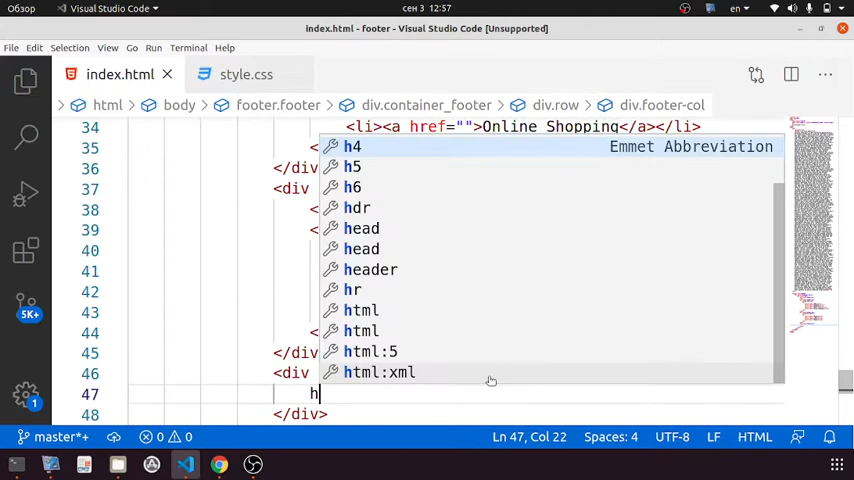 Обзор Visual Studio Code сен 3 12:57 en
index.html - footer - Visual Studio Code [Unsupported]
File Edit Selection View Go Run Terminal Help
index.html style.css
html body footer.footer div.container_footer div.row div.footer-col
34 <li><a href="">Online Shopping</a></li>
35 <
36 </div>
37 <div
38 <
39 <
40
41
42
43
44 <
45 </div>
46 <div
47 h
48 </div>
h4 Emmet Abbreviation
h5
h6
hdr
head
head
header
hr
html
html
html:5
html:xml
5K+
1
master*+ 0 0 Ln 47, Col 22 Spaces: 4 UTF-8 LF HTML